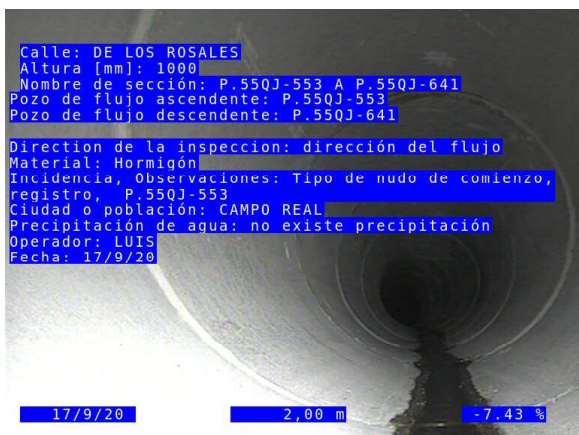 Calle: DE LOS ROSALES
Altura [mm]: 1000
Nombre de sección: P.55QJ-553 A P.55QJ-641
Pozo de flujo ascendente: P.55QJ-553
Pozo de flujo descendente: P.55QJ-641
Direction de la inspeccion: dirección del flujo
Material: Hormigón
Incidencia, Observaciones: Tipo de nudo de comienzo,
registro, P.55QJ-553
Ciudad o población: CAMPO REAL
Precipitación de agua: no existe precipitación
Operador: LUIS
Fecha: 17/9/20
17/9/20 2,00 m -7.43 %